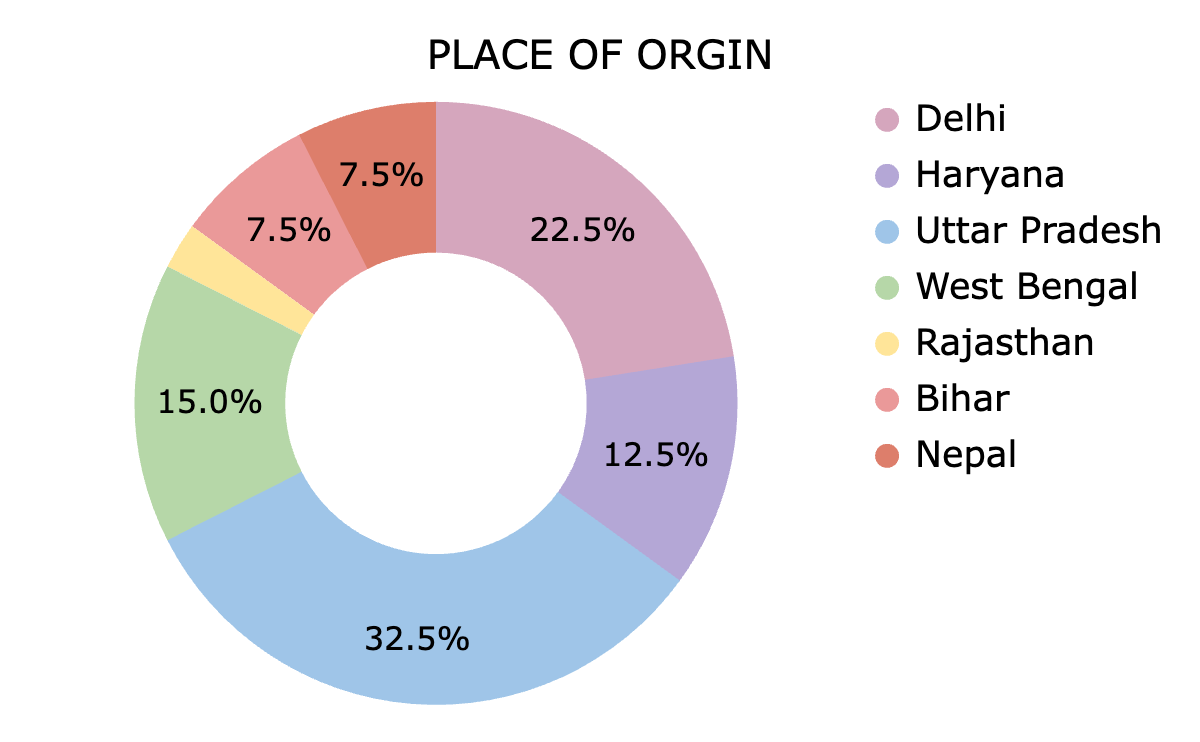 PLACE OF ORGIN
Delhi
Haryana
Uttar Pradesh
West Bengal
Rajasthan
Bihar
Nepal
7.5%
7.5%
22.5%
15.0%
12.5%
32.5%